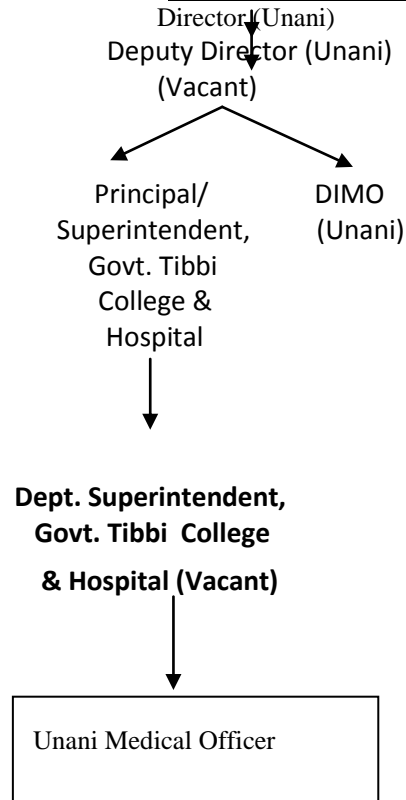 Director (Unani)
Deputy Director (Unani)
(Vacant)
Principal/
Superintendent,
Govt. Tibbi
College &
Hospital
DIMO
(Unani)
Dept. Superintendent,
Govt. Tibbi College
& Hospital (Vacant)
Unani Medical Officer